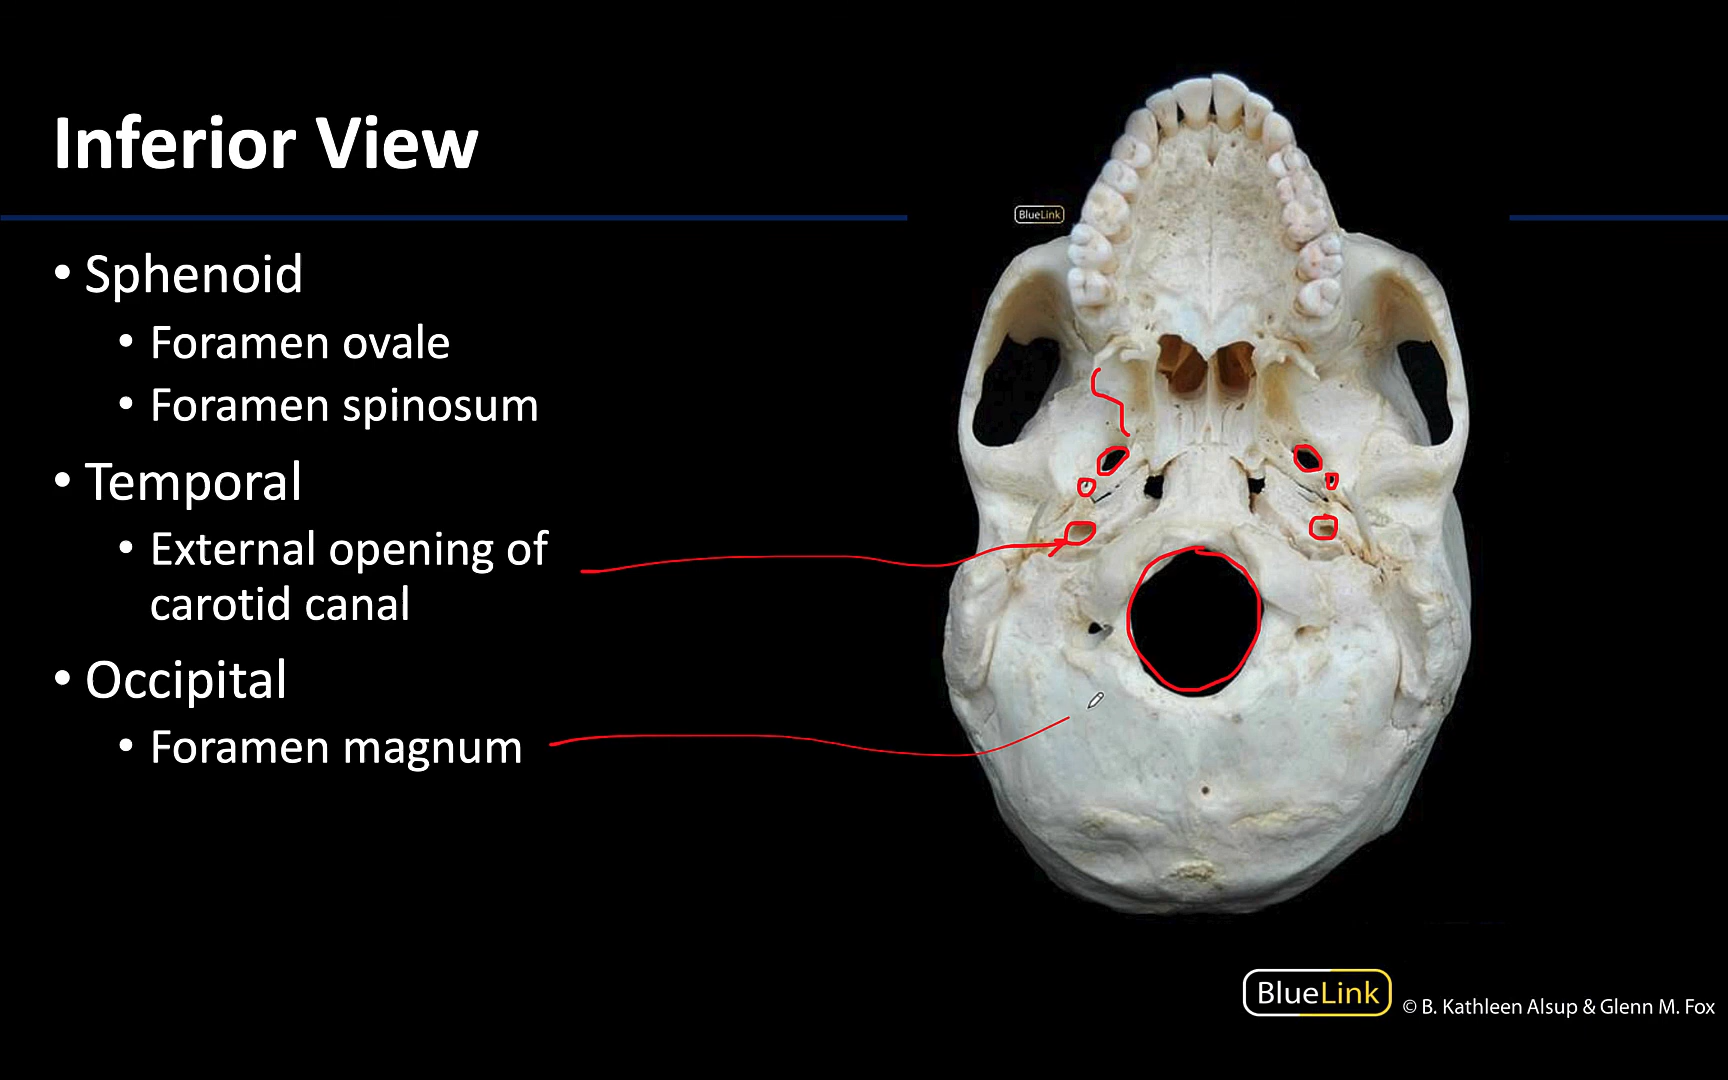 Inferior View
BlueLink
• Sphenoid
• Foramen ovale
• Foramen spinosum
• Temporal
• External opening of
carotid canal
• Occipital
• Foramen magnum
BlueLink © B. Kathleen Alsup & Glenn M. Fox